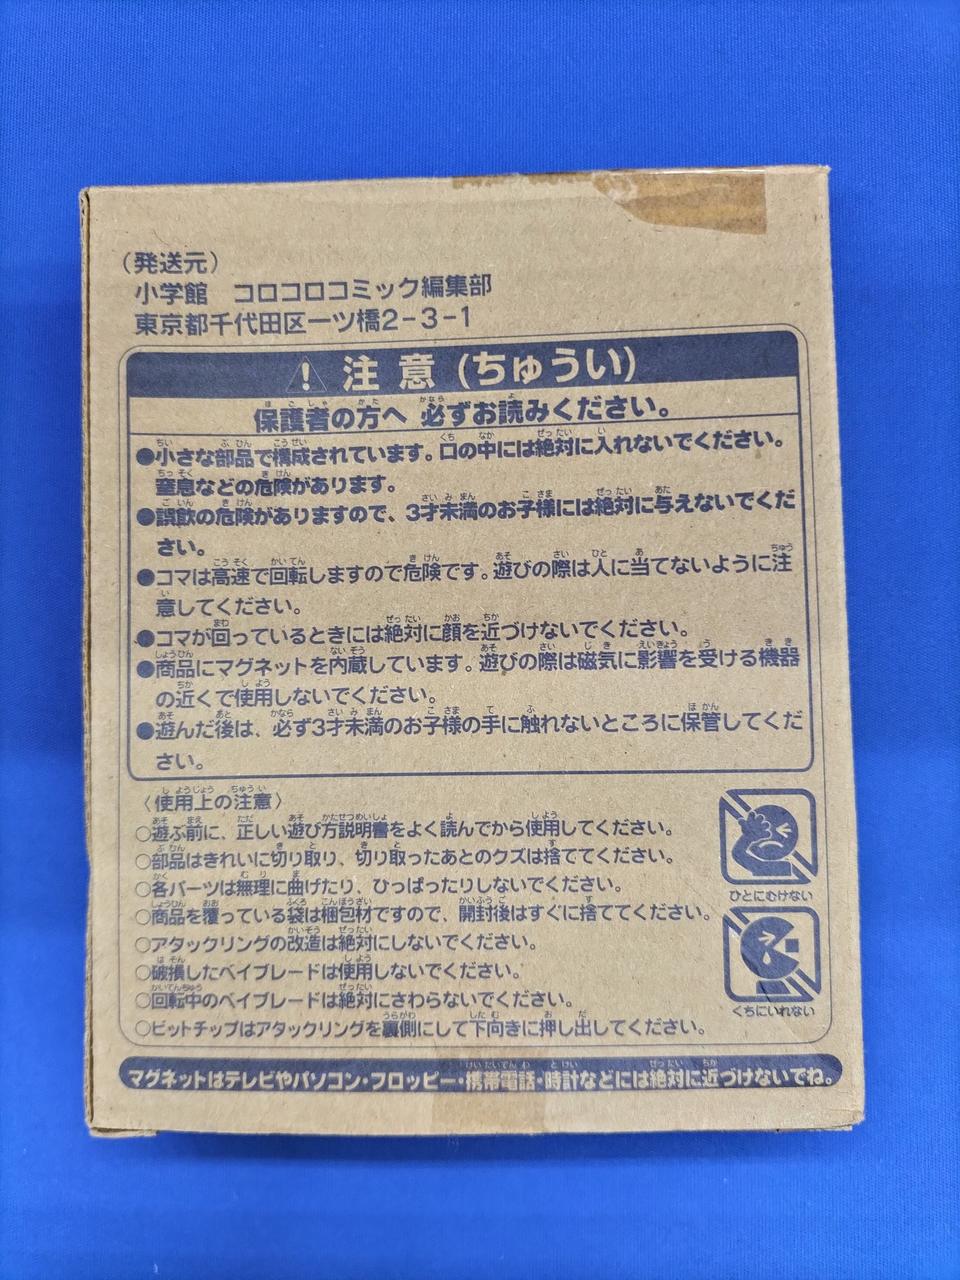 （発送元）
小学館　コロコロコミック編集部
東京都千代田区一ツ橋2−3−1
! 注意（ちゅうい）
保護者の方へ 必ずお読みください。
●小さな部品で構成されています。口の中には絶対に入れないでください。
窒息などの危険があります。
●誤飲の危険がありますので、3才未満のお子様には絶対に与えないでくだ
さい。
●コマは高速で回転しますので危険です。遊びの際は人に当てないように注
意してください。
●コマが回っているときには絶対に顔を近づけないでください。
●商品にマグネットを内蔵しています。遊びの際は磁気に影響を受ける機器
の近くで使用しないでください。
●遊んだ後は、必ず3才未満のお子様の手に触れないところに保管してくだ
さい。
〈使用上の注意〉
○遊ぶ前に、正しい遊び方説明書をよく読んでから使用してください。
○部品はきれいに切り取り、切り取ったあとのクズは捨ててください。
○各パーツは無理に曲げたり、ひっぱったりしないでください。
○商品を覆っている袋は梱包材ですので、開封後はすぐに捨ててください。
○アタックリングの改造は絶対にしないでください。
○破損したベイブレードは使用しないでください。
○回転中のベイブレードは絶対にさわらないでください。
○ビットチップはアタックリングを裏側にして下向きに押し出してください。
ひとにむけない
くちにいれない
マグネットはテレビやパソコン・フロッピー・携帯電話・時計などには絶対に近づけないでね。